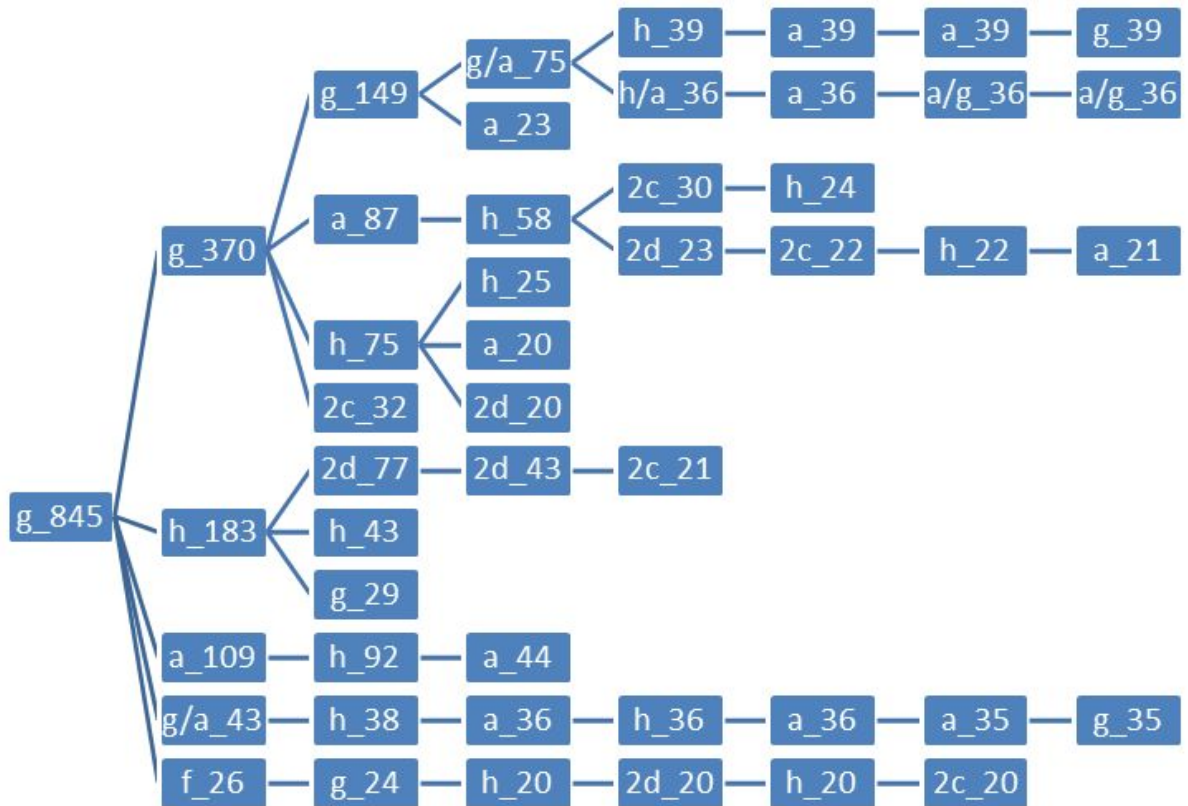 h_39 a_39 a_39 g_39
g/a_75
g_149 h/a_36 a_36 a/g_36 a/g_36
a_23
2c_30 h_24
a_87 h_58
g_370 2d_23 2c_22 h_22 a_21
h_25
h_75 a_20
2c_32 2d_20
2d_77 2d_43 2c_21
g_845 h_183 h_43
g_29
a_109 h_92 a_44
g/a_43 h_38 a_36 h_36 a_36 a_35 g_35
f_26 g_24 h_20 2d_20 h_20 2c_20